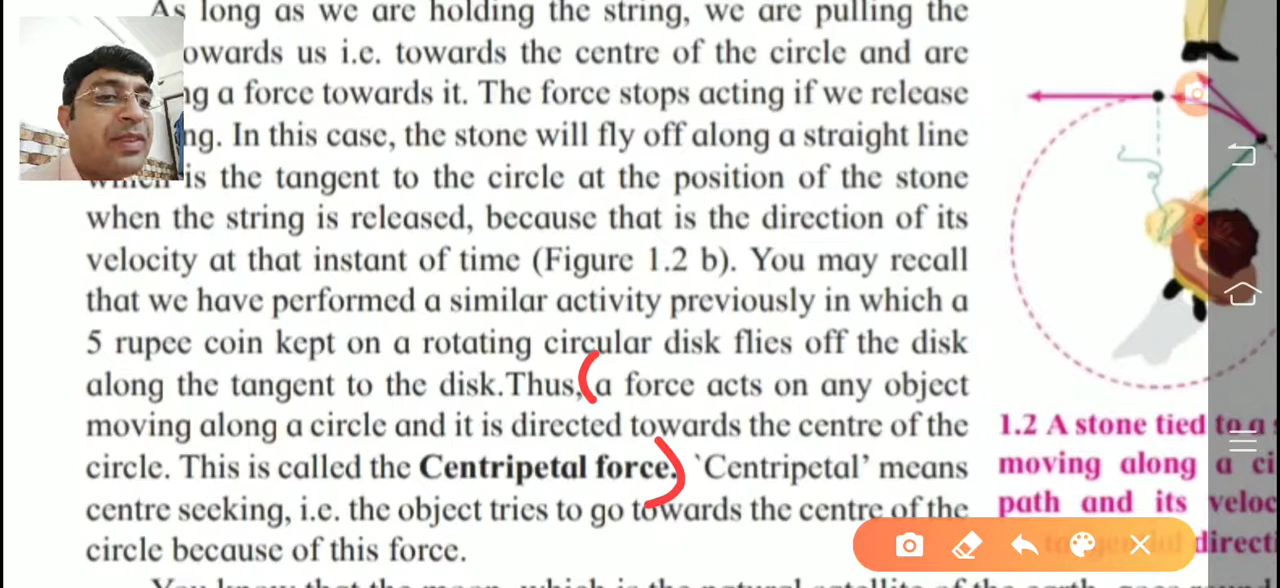 As long as we are holding the string, we are pulling the
owards us i.e. towards the centre of the circle and are
ng a force towards it. The force stops acting if we release
ng. In this case, the stone will fly off along a straight line
which is the tangent to the circle at the position of the stone
when the string is released, because that is the direction of its
velocity at that instant of time (Figure 1.2 b). You may recall
that we have performed a similar activity previously in which a
5 rupee coin kept on a rotating circular disk flies off the disk
along the tangent to the disk.Thus, a force acts on any object
moving along a circle and it is directed towards the centre of the
circle. This is called the Centripetal force. `Centripetal' means
centre seeking, i.e. the object tries to go towards the centre of the
circle because of this force.
1.2 A stone tied to a
moving along a ci
path and its veloc
directi